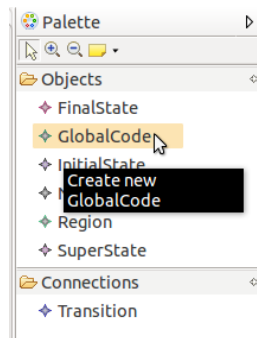 Palette
Objects
FinalState
GlobalCode
InitialState
Create new
GlobalCode
Region
SuperState
Connections
Transition